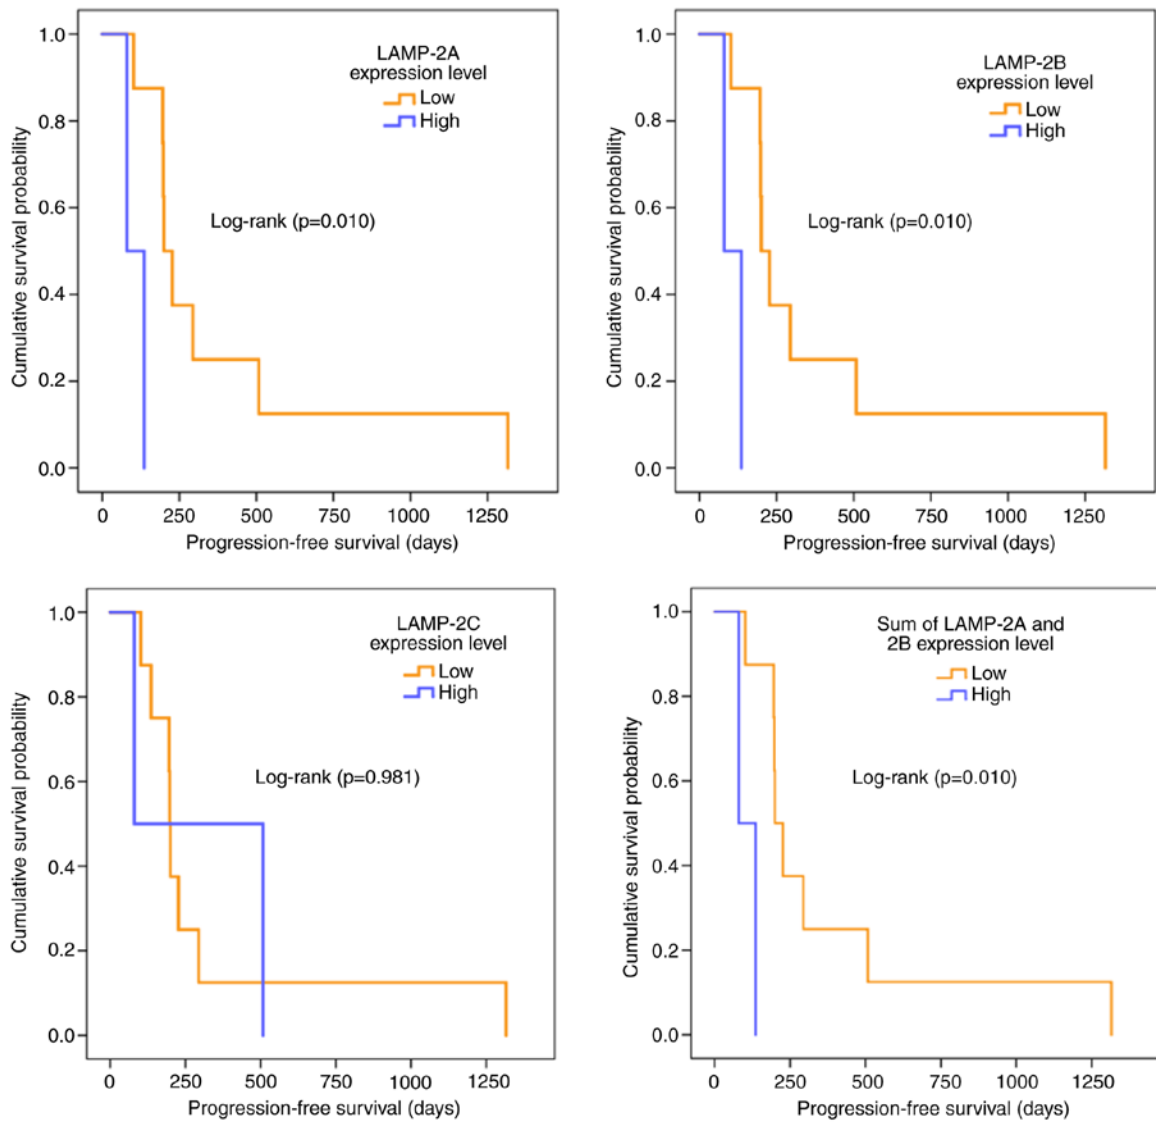 LAMP-2A
expression level
Low
High
Log-rank (p=0.010)
Cumulative survival probability
1.0
0.8
0.6
0.4
0.2
0.0
0 250 500 750 1000 1250
Progression-free survival (days)
LAMP-2B
expression level
Low
High
Log-rank (p=0.010)
Cumulative survival probability
1.0
0.8
0.6
0.4
0.2
0.0
0 250 500 750 1000 1250
Progression-free survival (days)
LAMP-2C
expression level
Low
High
Log-rank (p=0.981)
Cumulative survival probability
1.0
0.8
0.6
0.4
0.2
0.0
0 250 500 750 1000 1250
Progression-free survival (days)
Sum of LAMP-2A and
2B expression level
Low
High
Log-rank (p=0.010)
Cumulative survival probability
1.0
0.8
0.6
0.4
0.2
0.0
0 250 500 750 1000 1250
Progression-free survival (days)